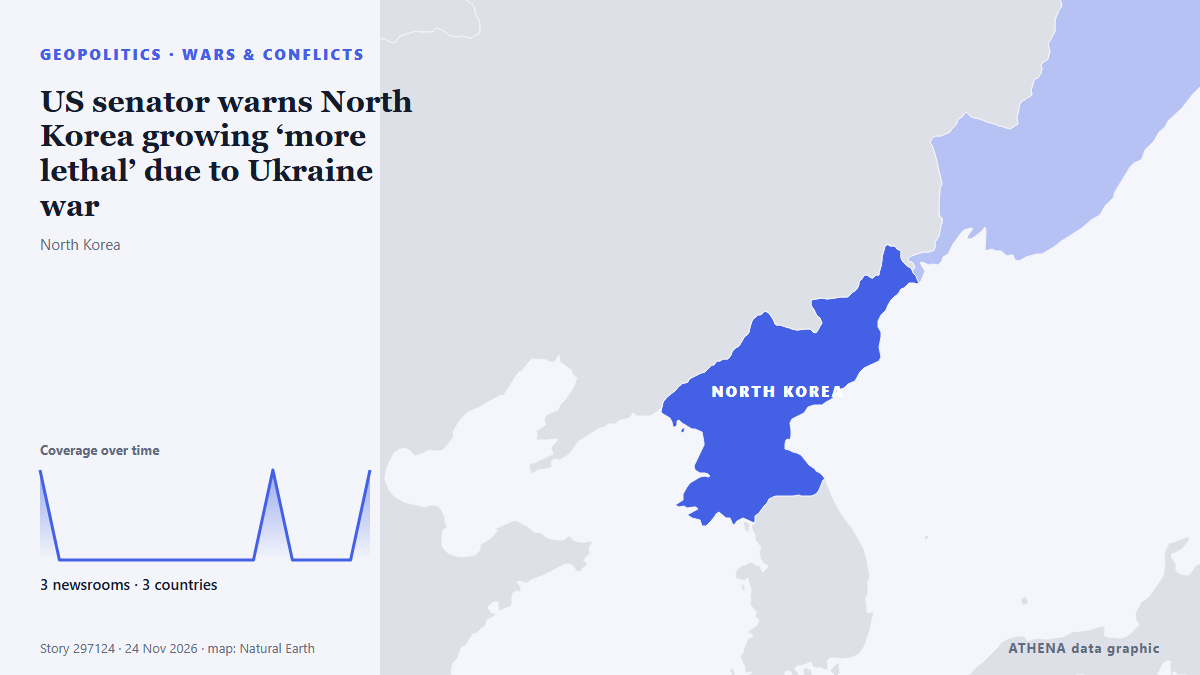 GEOPOLITICS · WARS & CONFLICTS
US senator warns North
Korea growing ‘more
lethal’ due to Ukraine
war
North Korea
NORTH KOREA
Coverage over time
3 newsrooms · 3 countries
Story 297124 · 24 Nov 2026 · map: Natural Earth
ATHENA data graphic